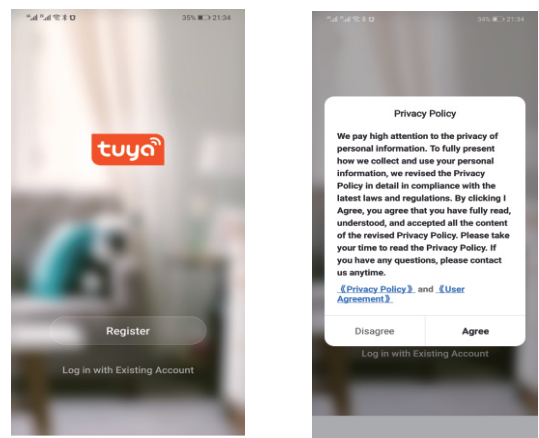 35% 21:34
tuya
Register
Log in with Existing Account
34% 21:34
Privacy Policy
We pay high attention to the privacy of
personal information. To fully present
how we collect and use your personal
information, we revised the Privacy
Policy in detail in compliance with the
latest laws and regulations. By clicking I
Agree, you agree that you have fully read,
understood, and accepted all the content
of the revised Privacy Policy. Please take
your time to read the Privacy Policy. If
you have any questions, please contact
us anytime.
《Privacy Policy》 and 《User
Agreement》
Disagree Agree
Log in with Existing Account